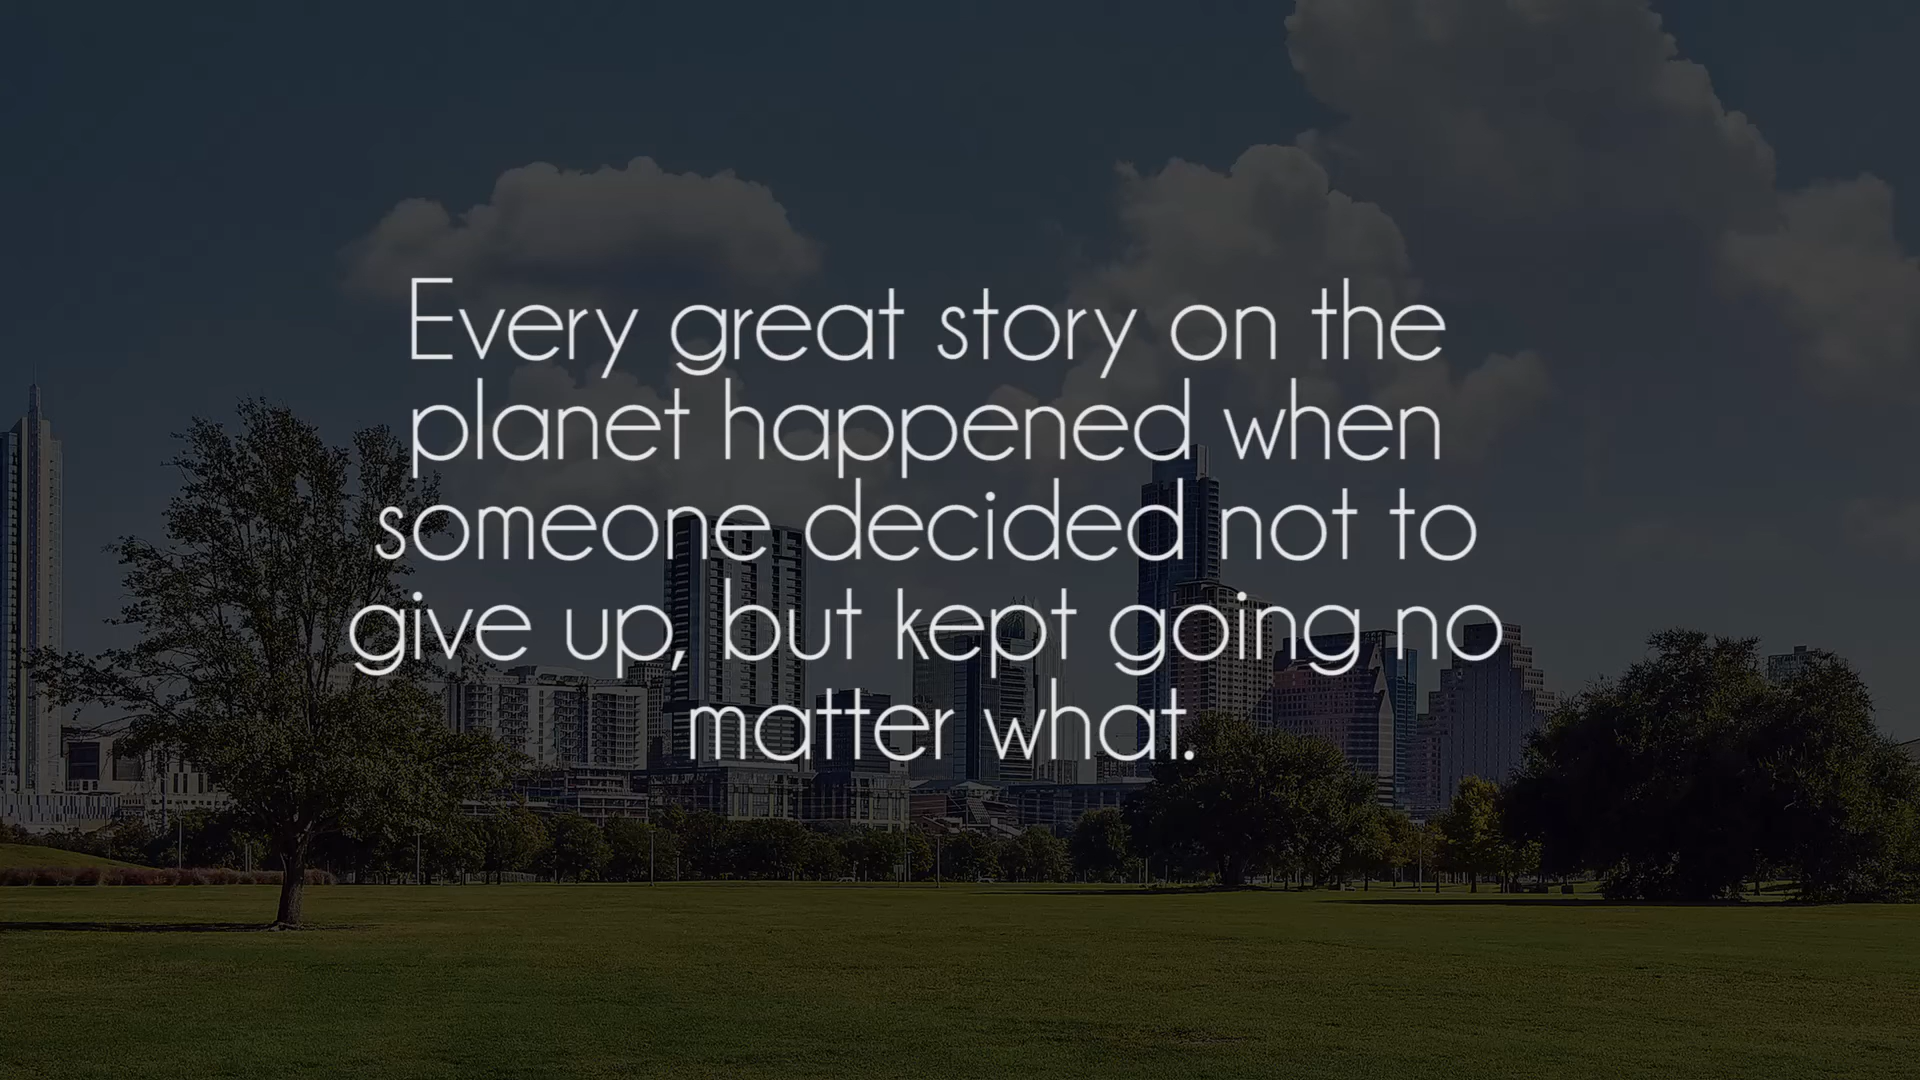 Every great story on the
planet happened when
someone decided not to
give up, but kept going no
matter what.